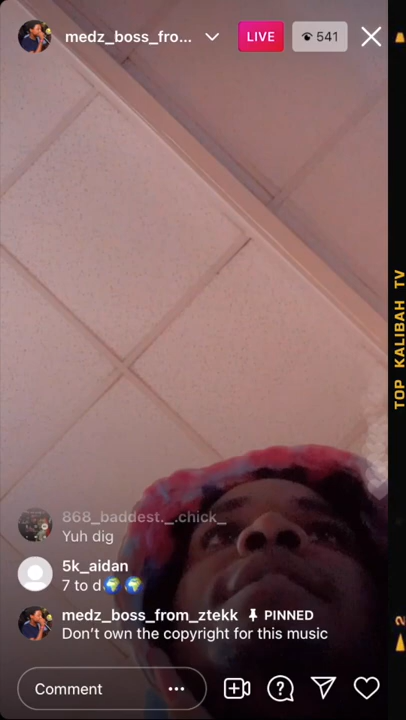 medz_boss_fro...
LIVE
541
TOP KALIBAH TV
868_baddest._.chick_
Yuh dig
5k_aidan
7 to d🌍 🌍
medz_boss_from_ztekk PINNED
Don't own the copyright for this music
Comment